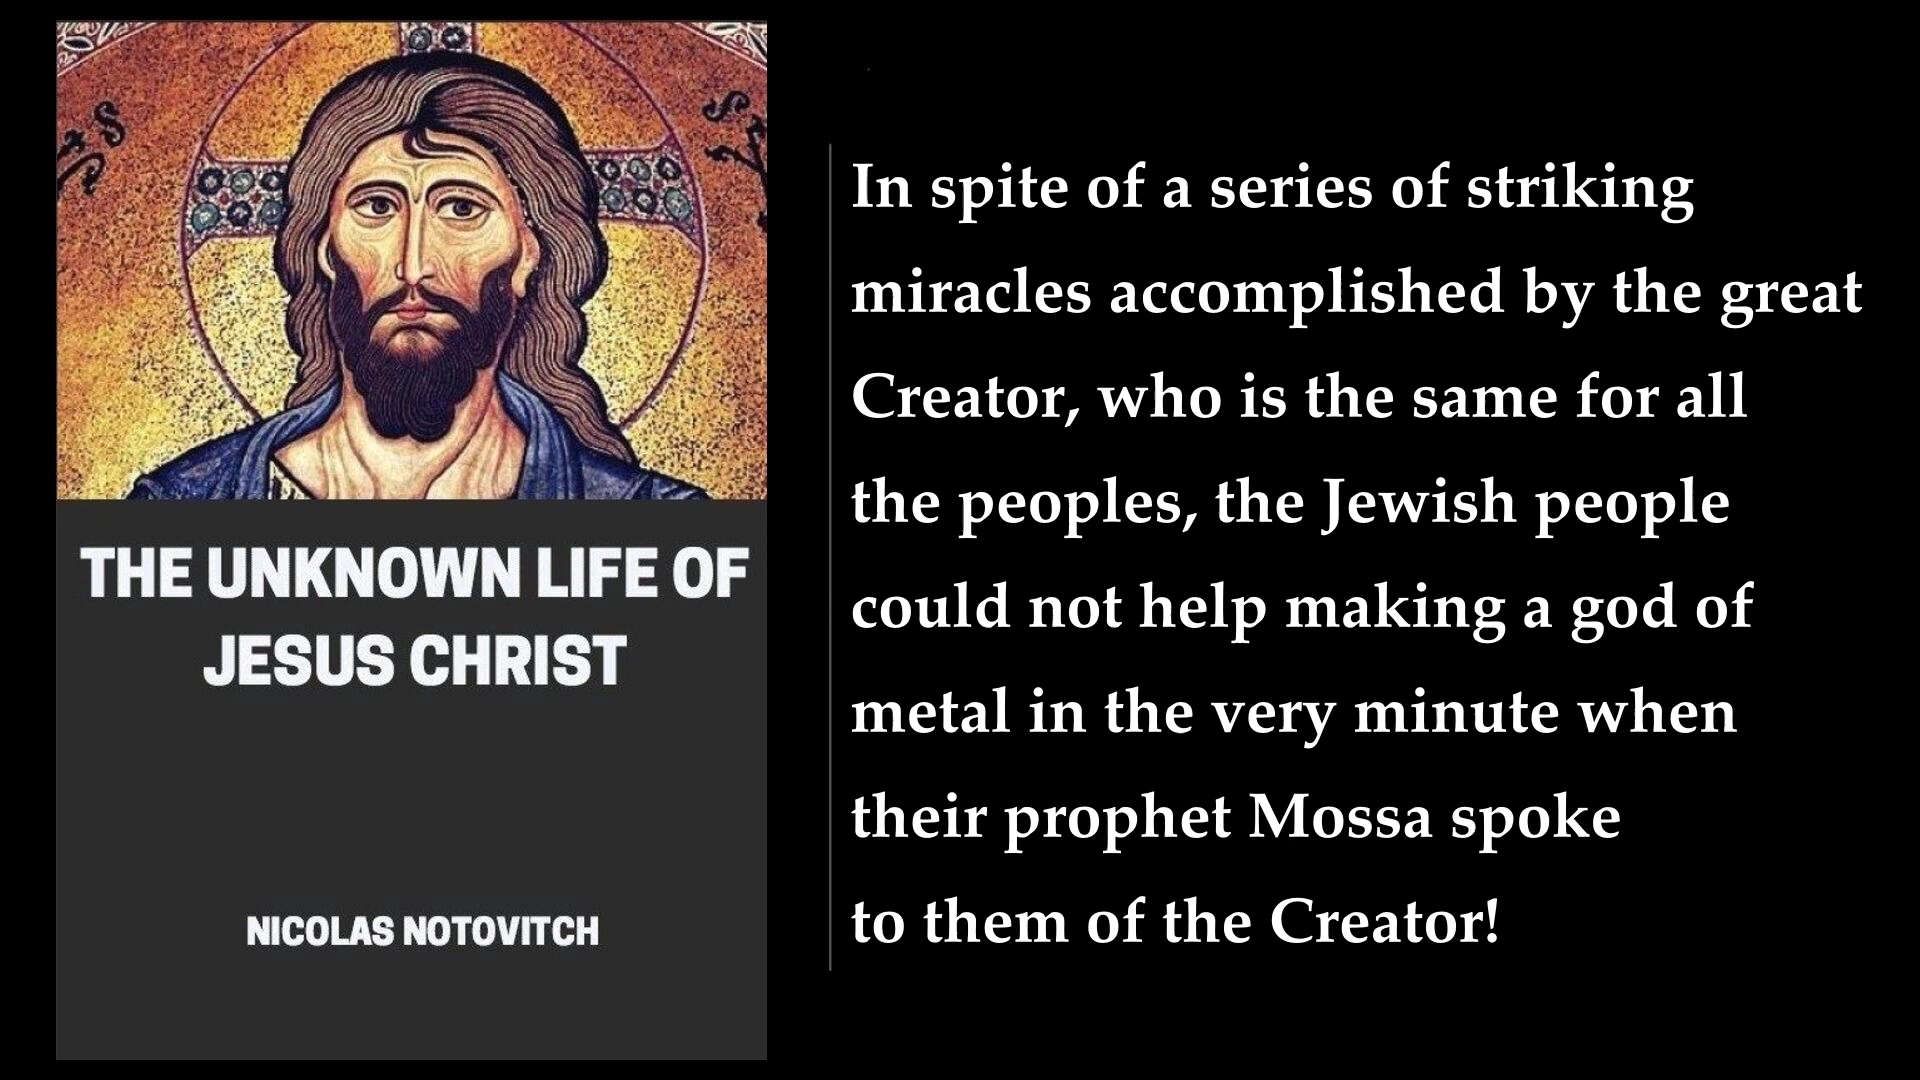 THE UNKNOWN LIFE OF
JESUS CHRIST
NICOLAS NOTOVITCH
In spite of a series of striking
miracles accomplished by the great
Creator, who is the same for all
the peoples, the Jewish people
could not help making a god of
metal in the very minute when
their prophet Mossa spoke
to them of the Creator!